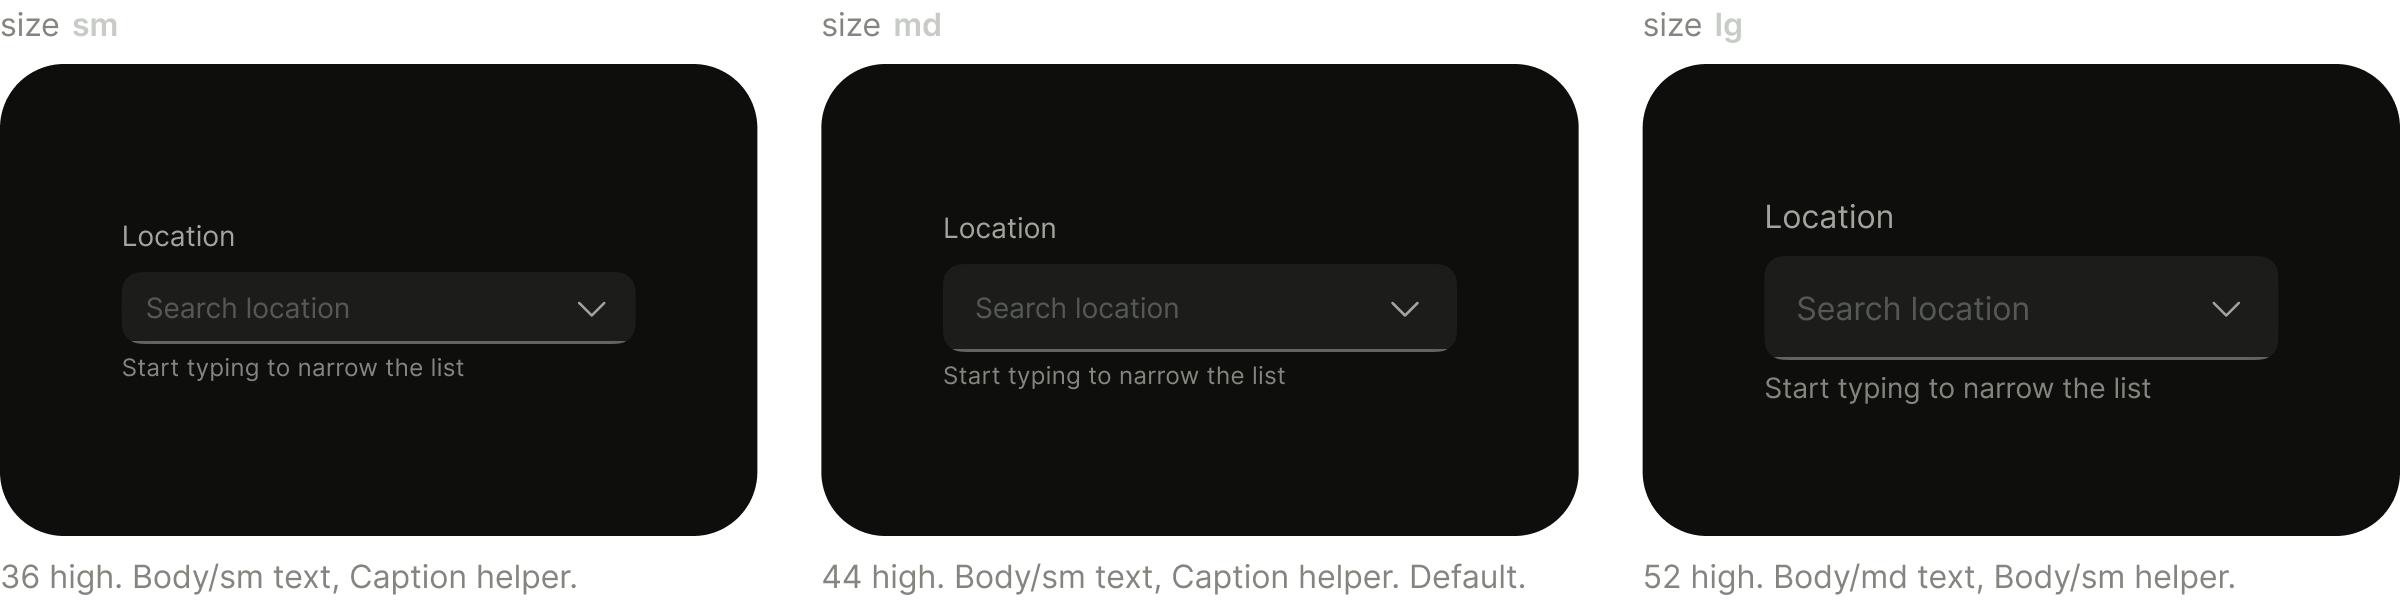 size sm
Location
Search location
Start typing to narrow the list
36 high. Body/sm text, Caption helper.
size md
Location
Search location
Start typing to narrow the list
44 high. Body/sm text, Caption helper. Default.
size lg
Location
Search location
Start typing to narrow the list
52 high. Body/md text, Body/sm helper.